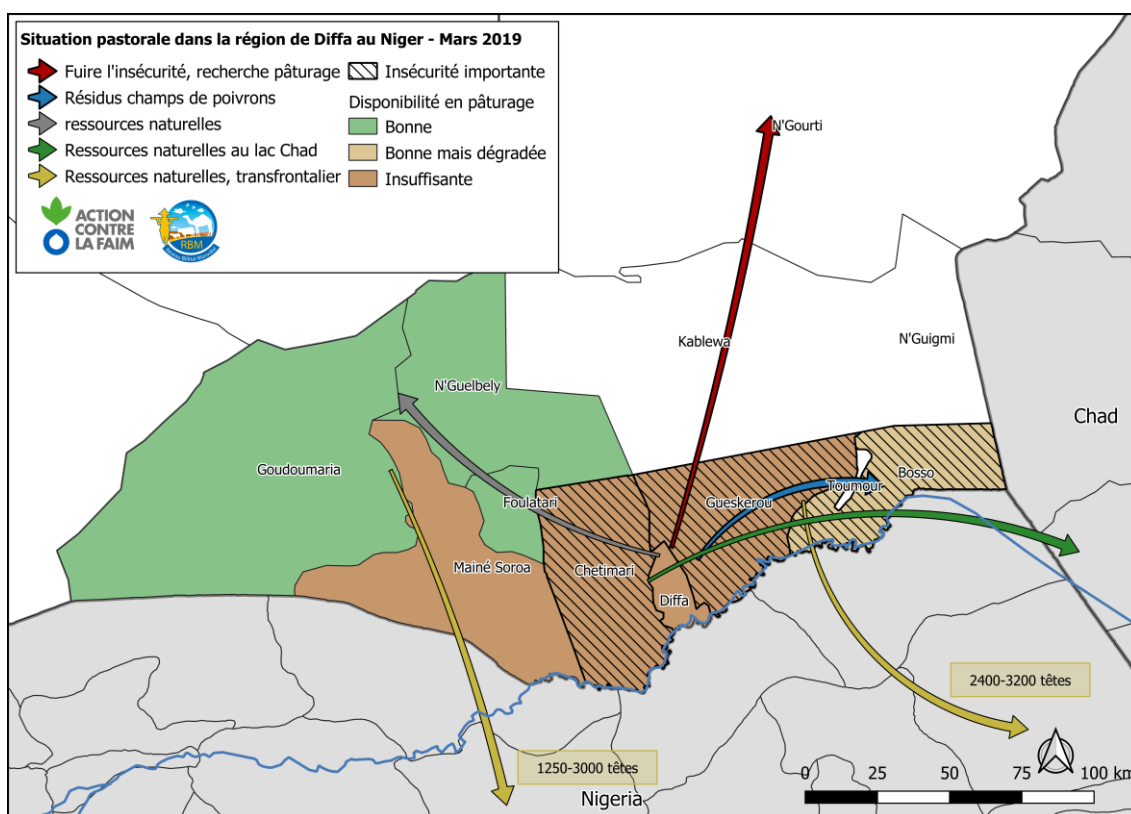 Situation pastorale dans la région de Diffa au Niger - Mars 2019
Fuire l'insécurité, recherche pâturage
Résidus champs de poivrons
ressources naturelles
Ressources naturelles au lac Chad
Ressources naturelles, transfrontalier
Insécurité importante
Disponibilité en pâturage
Bonne
Bonne mais dégradée
Insuffisante
ACTION
CONTRE
LA FAIM
RBM
N'Gourti
Kablewa
N'Guigmi
N'Guelbely
Chad
Goudoumaria
Bosso
Toumour
Gueskerou
Foulatari
Mainé Soroa
Chetimari
Diffa
2400-3200 têtes
1250-3000 têtes
Nigeria
0 25 50 75 100 km